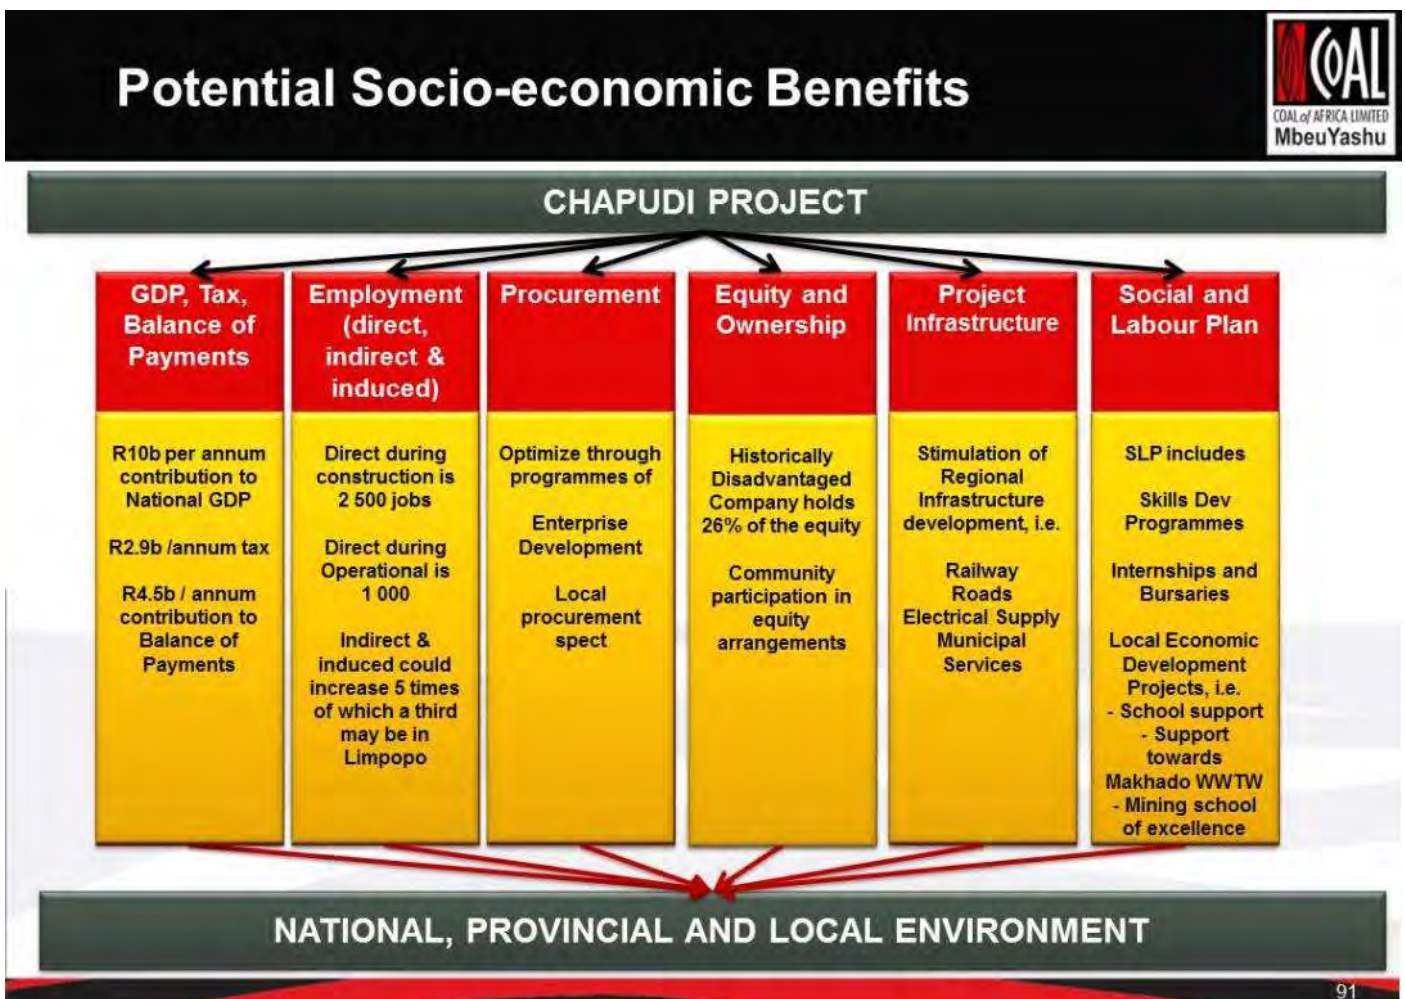 Potential Socio-economic Benefits
COAL
COAL of AFRICA LIMITED
MbeuYashu
CHAPUDI PROJECT
GDP, Tax,
Balance of
Payments
R10b per annum
contribution to
National GDP
R2.9b /annum tax
R4.5b / annum
contribution to
Balance of
Payments
Employment
(direct,
indirect &
induced)
Direct during
construction is
2 500 jobs
Direct during
Operational is
1 000
Indirect &
induced could
increase 5 times
of which a third
may be in
Limpopo
Procurement
Optimize through
programmes of
Enterprise
Development
Local
procurement
spect
Equity and
Ownership
Historically
Disadvantaged
Company holds
26% of the equity
Community
participation in
equity
arrangements
Project
Infrastructure
Stimulation of
Regional
Infrastructure
development, i.e.
Railway
Roads
Electrical Supply
Municipal
Services
Social and
Labour Plan
SLP includes
Skills Dev
Programmes
Internships and
Bursaries
Local Economic
Development
Projects, i.e.
- School support
- Support
towards
Makhado WWTW
- Mining school
of excellence
NATIONAL, PROVINCIAL AND LOCAL ENVIRONMENT
91